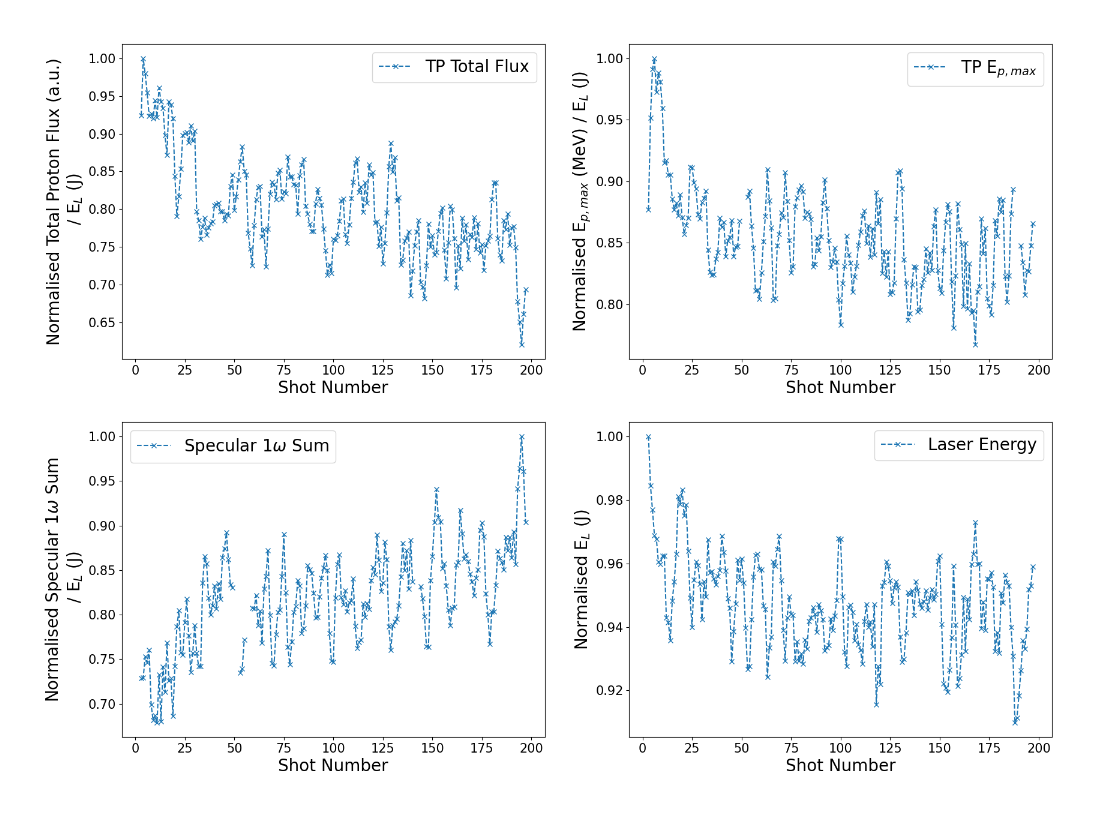 Normalised Total Proton Flux (a.u.)
/ E_L (J)
1.00
0.95
0.90
0.85
0.80
0.75
0.70
0.65
TP Total Flux
0 25 50 75 100 125 150 175 200
Shot Number
Normalised E_p,max (MeV) / E_L (J)
1.00
0.95
0.90
0.85
0.80
TP E_p,max
0 25 50 75 100 125 150 175 200
Shot Number
Normalised Specular 1ω Sum
/ E_L (J)
1.00
0.95
0.90
0.85
0.80
0.75
0.70
Specular 1ω Sum
0 25 50 75 100 125 150 175 200
Shot Number
Normalised E_L (J)
1.00
0.98
0.96
0.94
0.92
Laser Energy
0 25 50 75 100 125 150 175 200
Shot Number